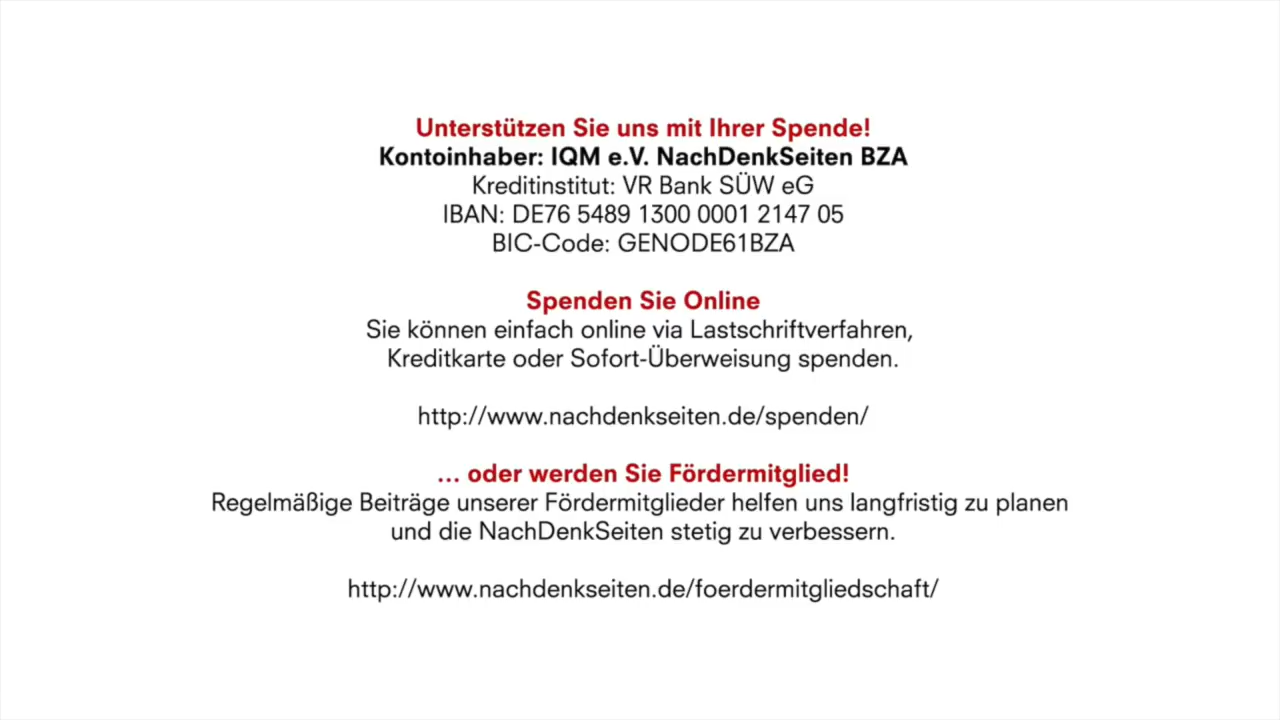 Unterstützen Sie uns mit Ihrer Spende!
Kontoinhaber: IQM e.V. NachDenkSeiten BZA
Kreditinstitut: VR Bank SÜW eG
IBAN: DE76 5489 1300 0001 2147 05
BIC-Code: GENODE61BZA
Spenden Sie Online
Sie können einfach online via Lastschriftverfahren,
Kreditkarte oder Sofort-Überweisung spenden.
http://www.nachdenkseiten.de/spenden/
... oder werden Sie Fördermitglied!
Regelmäßige Beiträge unserer Fördermitglieder helfen uns langfristig zu planen
und die NachDenkSeiten stetig zu verbessern.
http://www.nachdenkseiten.de/foerdermitgliedschaft/